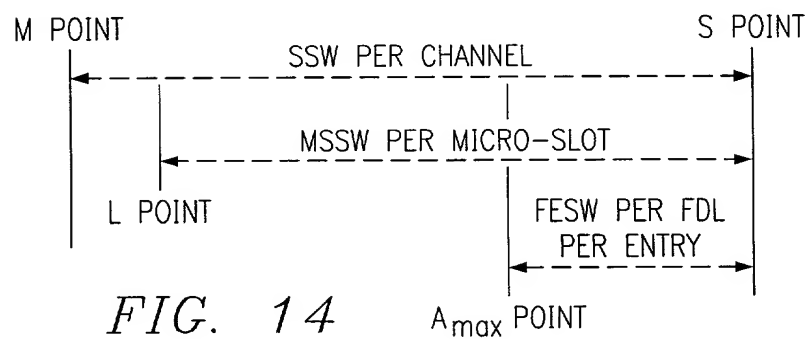 M POINT
S POINT
SSW PER CHANNEL
MSSW PER MICRO-SLOT
L POINT
FESW PER FDL
PER ENTRY
FIG. 14
Amax POINT